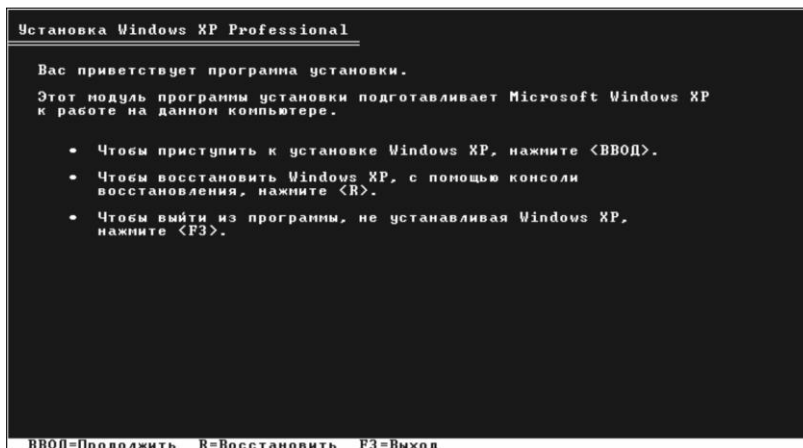 Установка Windows XP Professional
Вас приветствует программа установки.
Этот модуль программы установки подготавливает Microsoft Windows XP
к работе на данном компьютере.
• Чтобы приступить к установке Windows XP, нажмите <ВВОД>.
• Чтобы восстановить Windows XP, с помощью консоли
восстановления, нажмите <R>.
• Чтобы выйти из программы, не устанавливая Windows XP,
нажмите <F3>.
ВВОД=Продолжить R=Восстановить F3=Выход